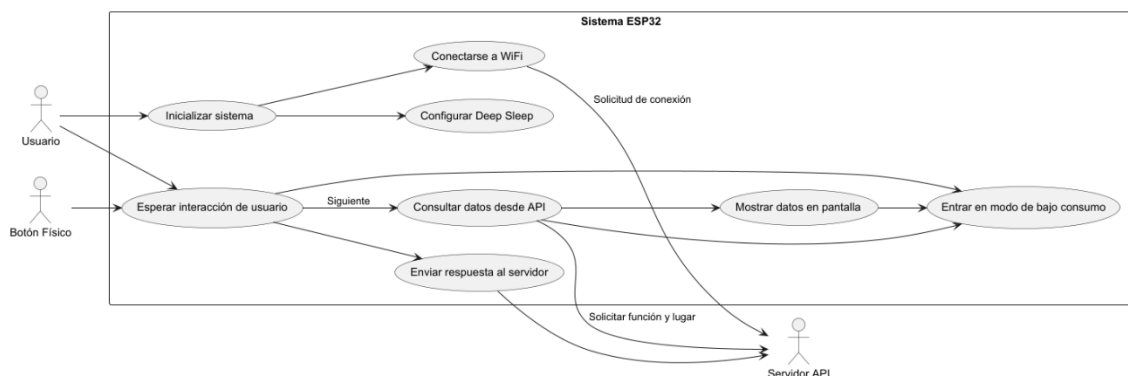 Sistema ESP32
Conectarse a WiFi
Solicitud de conexión
Usuario
Inicializar sistema
Configurar Deep Sleep
Botón Físico
Esperar interacción de usuario
Siguiente
Consultar datos desde API
Mostrar datos en pantalla
Entrar en modo de bajo consumo
Enviar respuesta al servidor
Solicitar función y lugar
Servidor API